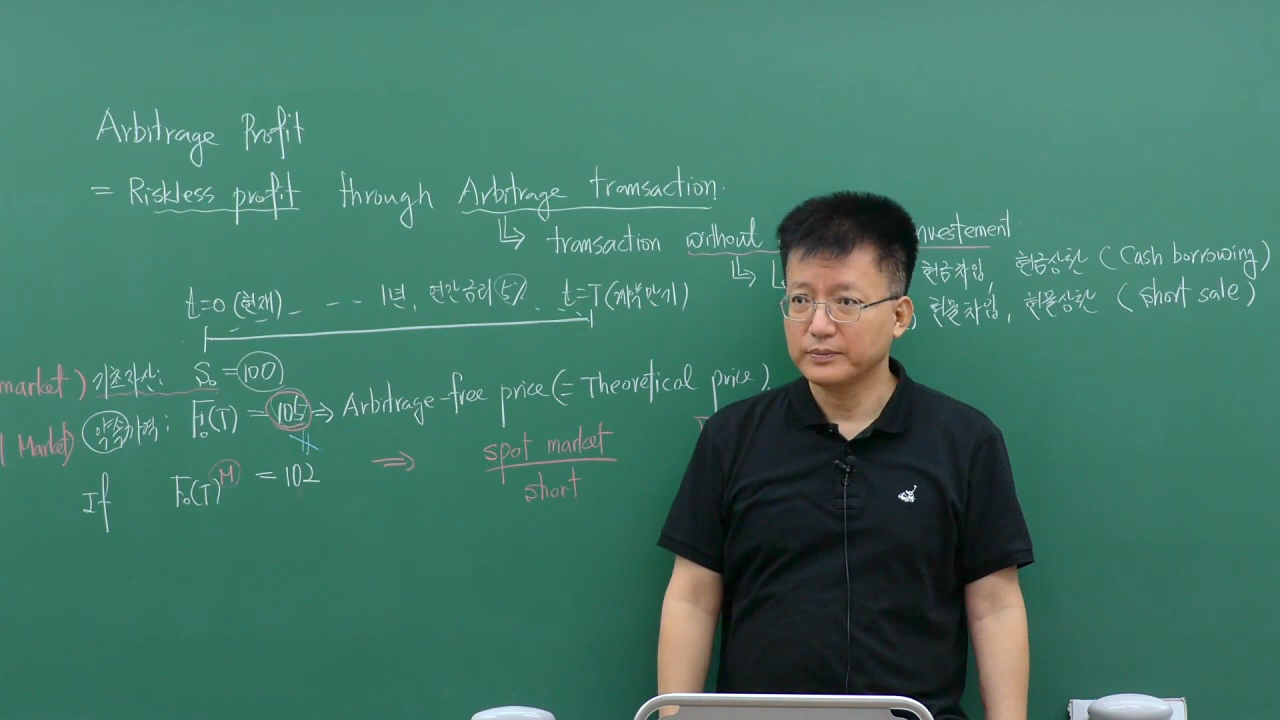 Arbitrage Profit
= Riskless profit through Arbitrage transaction.
↳ transaction without nvestement
현금차입, 현금상환 (Cash borrowing)
현물차입, 현물상환 (short sale)
t=0 (현재) --- 1년, 연간금리 5% t=T(계약만기)
market) 기초자산: S₀ = 100
약속가격: F₀(T) = 105 => Arbitrage-free price (= Theoretical price).
Market)
spot market
short
If F₀(T)ᴹ = 102 =>